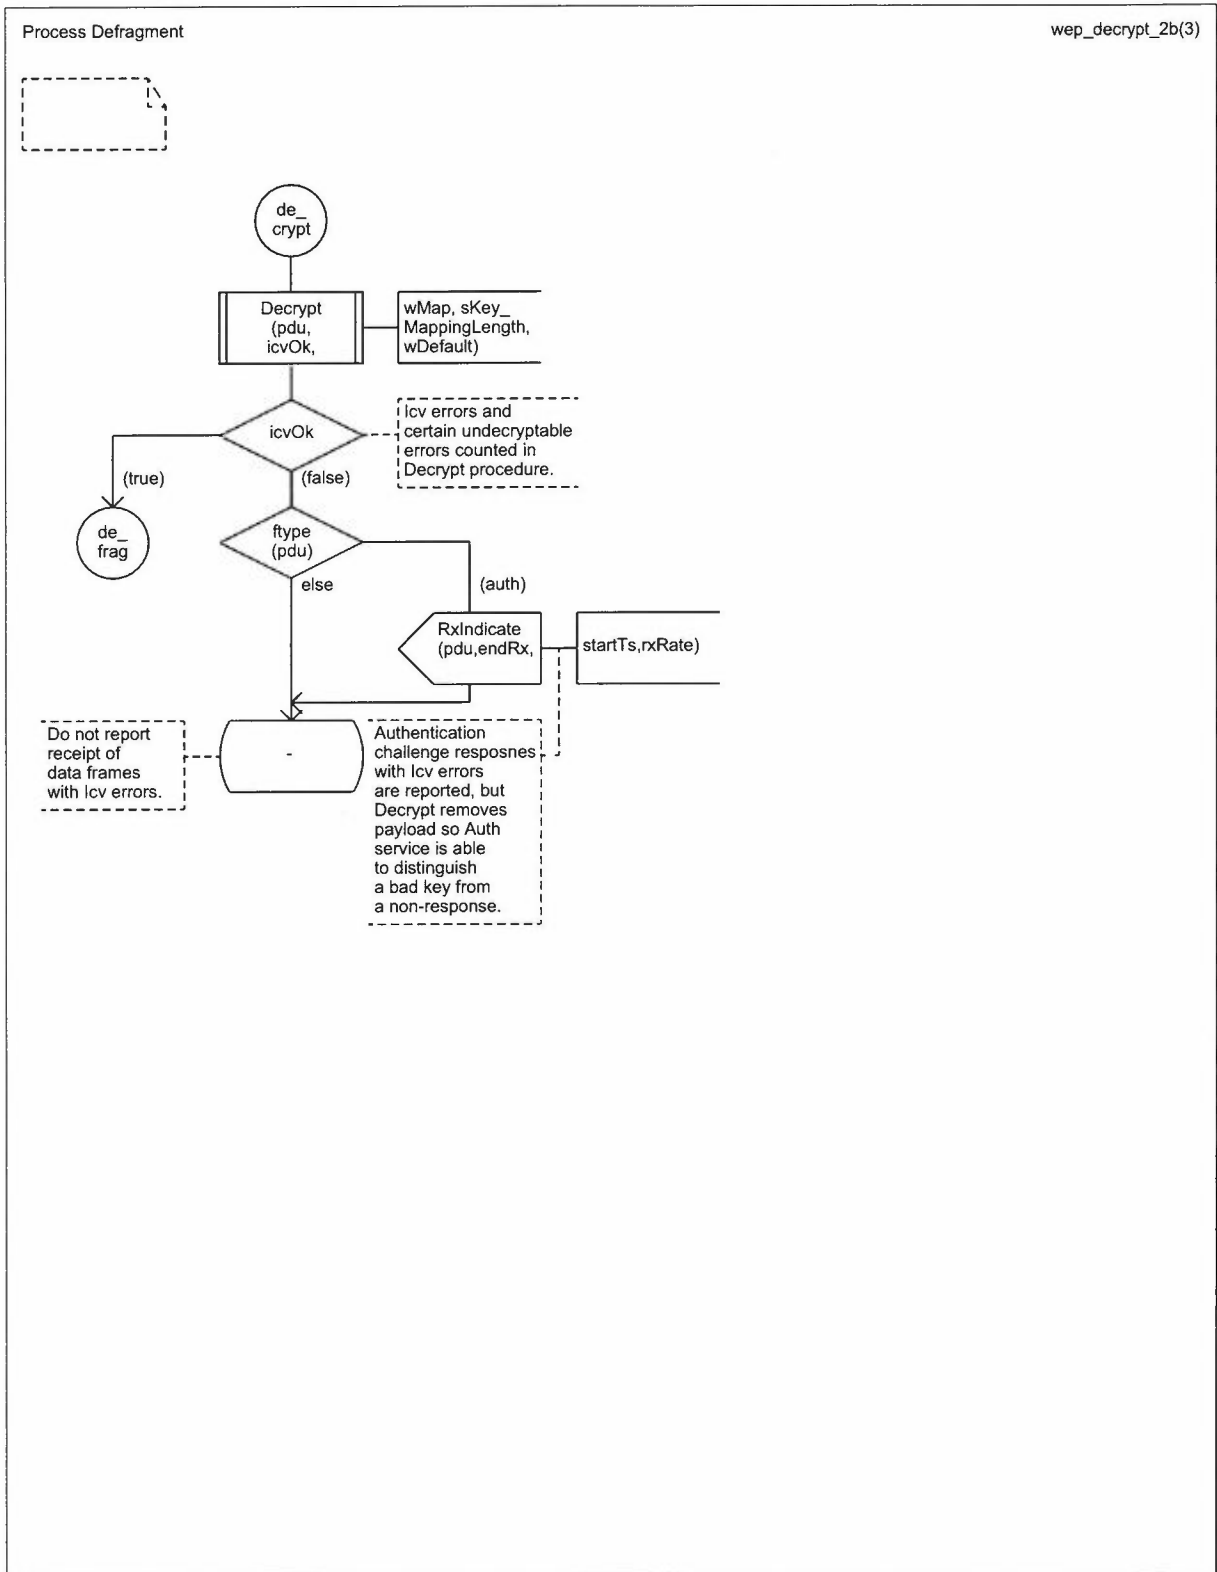 Process Defragment
wep_decrypt_2b(3)
de_
crypt
Decrypt
(pdu,
icvOk,
wMap, sKey_
MappingLength,
wDefault)
icvOk
Icv errors and
certain undecryptable
errors counted in
Decrypt procedure.
(true)
(false)
de_
frag
ftype
(pdu)
else
(auth)
RxIndicate
(pdu,endRx,
startTs,rxRate)
Do not report
receipt of
data frames
with Icv errors.
-
Authentication
challenge resposnes
with Icv errors
are reported, but
Decrypt removes
payload so Auth
service is able
to distinguish
a bad key from
a non-response.